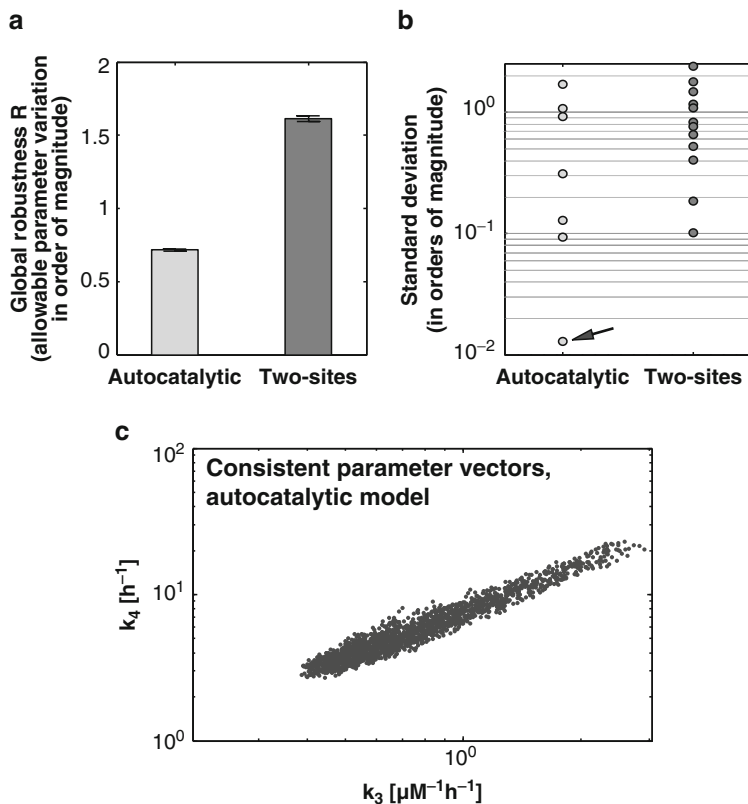 a
Global robustness R
(allowable parameter variation
in order of magnitude)
2
1.5
1
0.5
0
Autocatalytic Two-sites
b
Standard deviation
(in orders of magnitude)
10⁰
10⁻¹
10⁻²
Autocatalytic Two-sites
c
Consistent parameter vectors,
autocatalytic model
k₄ [h⁻¹]
10²
10¹
10⁰
10⁰
k₃ [µM⁻¹h⁻¹]